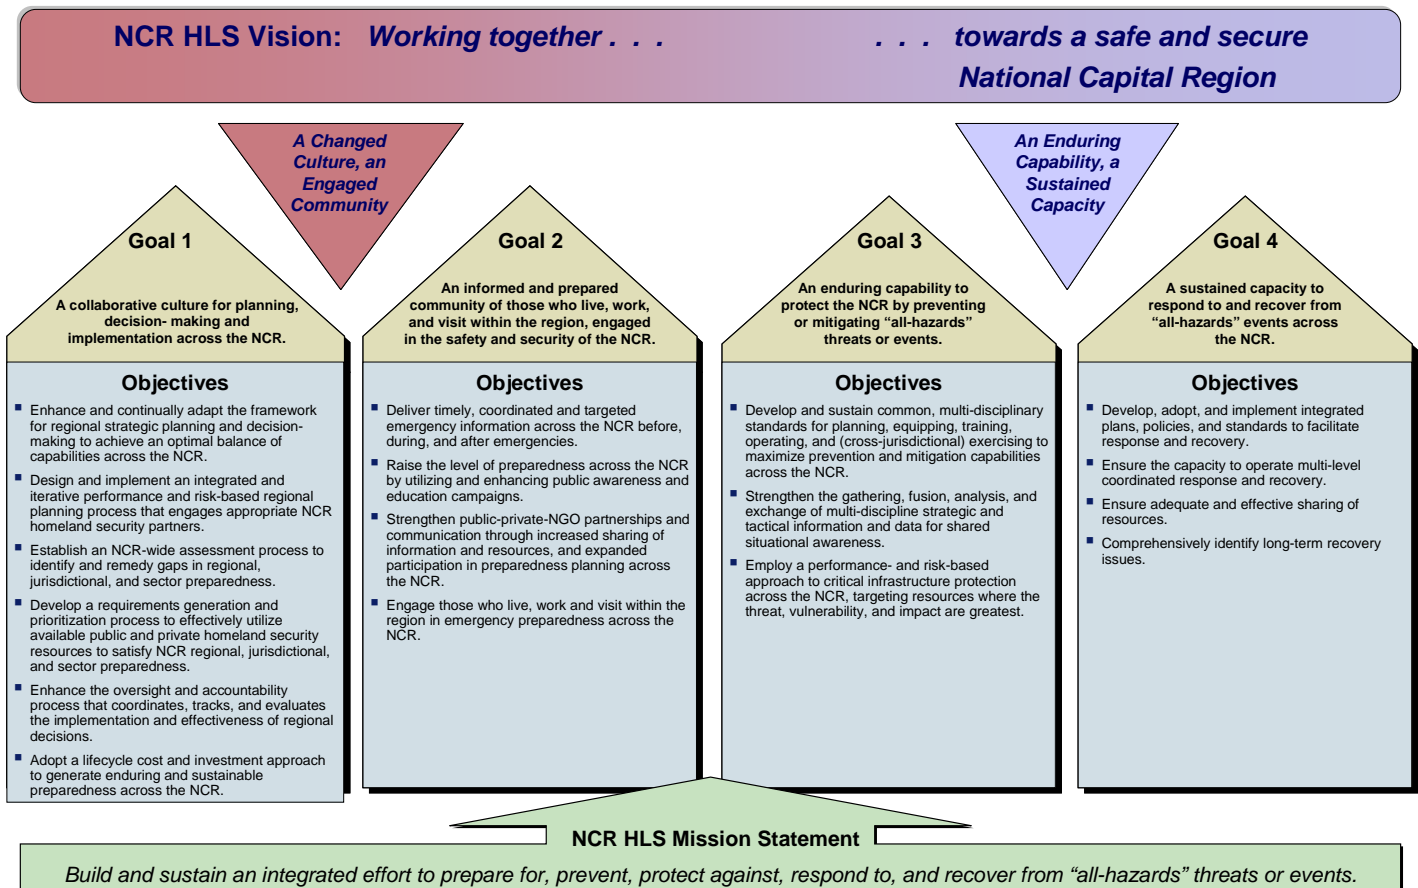 NCR HLS Vision: Working together . . . . . . towards a safe and secure
National Capital Region
A Changed
Culture, an
Engaged
Community
An Enduring
Capability, a
Sustained
Capacity
Goal 1
A collaborative culture for planning,
decision- making and
implementation across the NCR.
Objectives
▪ Enhance and continually adapt the framework
for regional strategic planning and decision-
making to achieve an optimal balance of
capabilities across the NCR.
▪ Design and implement an integrated and
iterative performance and risk-based regional
planning process that engages appropriate NCR
homeland security partners.
▪ Establish an NCR-wide assessment process to
identify and remedy gaps in regional,
jurisdictional, and sector preparedness.
▪ Develop a requirements generation and
prioritization process to effectively utilize
available public and private homeland security
resources to satisfy NCR regional, jurisdictional,
and sector preparedness.
▪ Enhance the oversight and accountability
process that coordinates, tracks, and evaluates
the implementation and effectiveness of regional
decisions.
▪ Adopt a lifecycle cost and investment approach
to generate enduring and sustainable
preparedness across the NCR.
Goal 2
An informed and prepared
community of those who live, work,
and visit within the region, engaged
in the safety and security of the NCR.
Objectives
▪ Deliver timely, coordinated and targeted
emergency information across the NCR before,
during, and after emergencies.
▪ Raise the level of preparedness across the NCR
by utilizing and enhancing public awareness and
education campaigns.
▪ Strengthen public-private-NGO partnerships and
communication through increased sharing of
information and resources, and expanded
participation in preparedness planning across
the NCR.
▪ Engage those who live, work and visit within the
region in emergency preparedness across the
NCR.
Goal 3
An enduring capability to
protect the NCR by preventing
or mitigating “all-hazards”
threats or events.
Objectives
▪ Develop and sustain common, multi-disciplinary
standards for planning, equipping, training,
operating, and (cross-jurisdictional) exercising to
maximize prevention and mitigation capabilities
across the NCR.
▪ Strengthen the gathering, fusion, analysis, and
exchange of multi-discipline strategic and
tactical information and data for shared
situational awareness.
▪ Employ a performance- and risk-based
approach to critical infrastructure protection
across the NCR, targeting resources where the
threat, vulnerability, and impact are greatest.
Goal 4
A sustained capacity to
respond to and recover from
“all-hazards” events across
the NCR.
Objectives
▪ Develop, adopt, and implement integrated
plans, policies, and standards to facilitate
response and recovery.
▪ Ensure the capacity to operate multi-level
coordinated response and recovery.
▪ Ensure adequate and effective sharing of
resources.
▪ Comprehensively identify long-term recovery
issues.
NCR HLS Mission Statement
Build and sustain an integrated effort to prepare for, prevent, protect against, respond to, and recover from “all-hazards” threats or events.